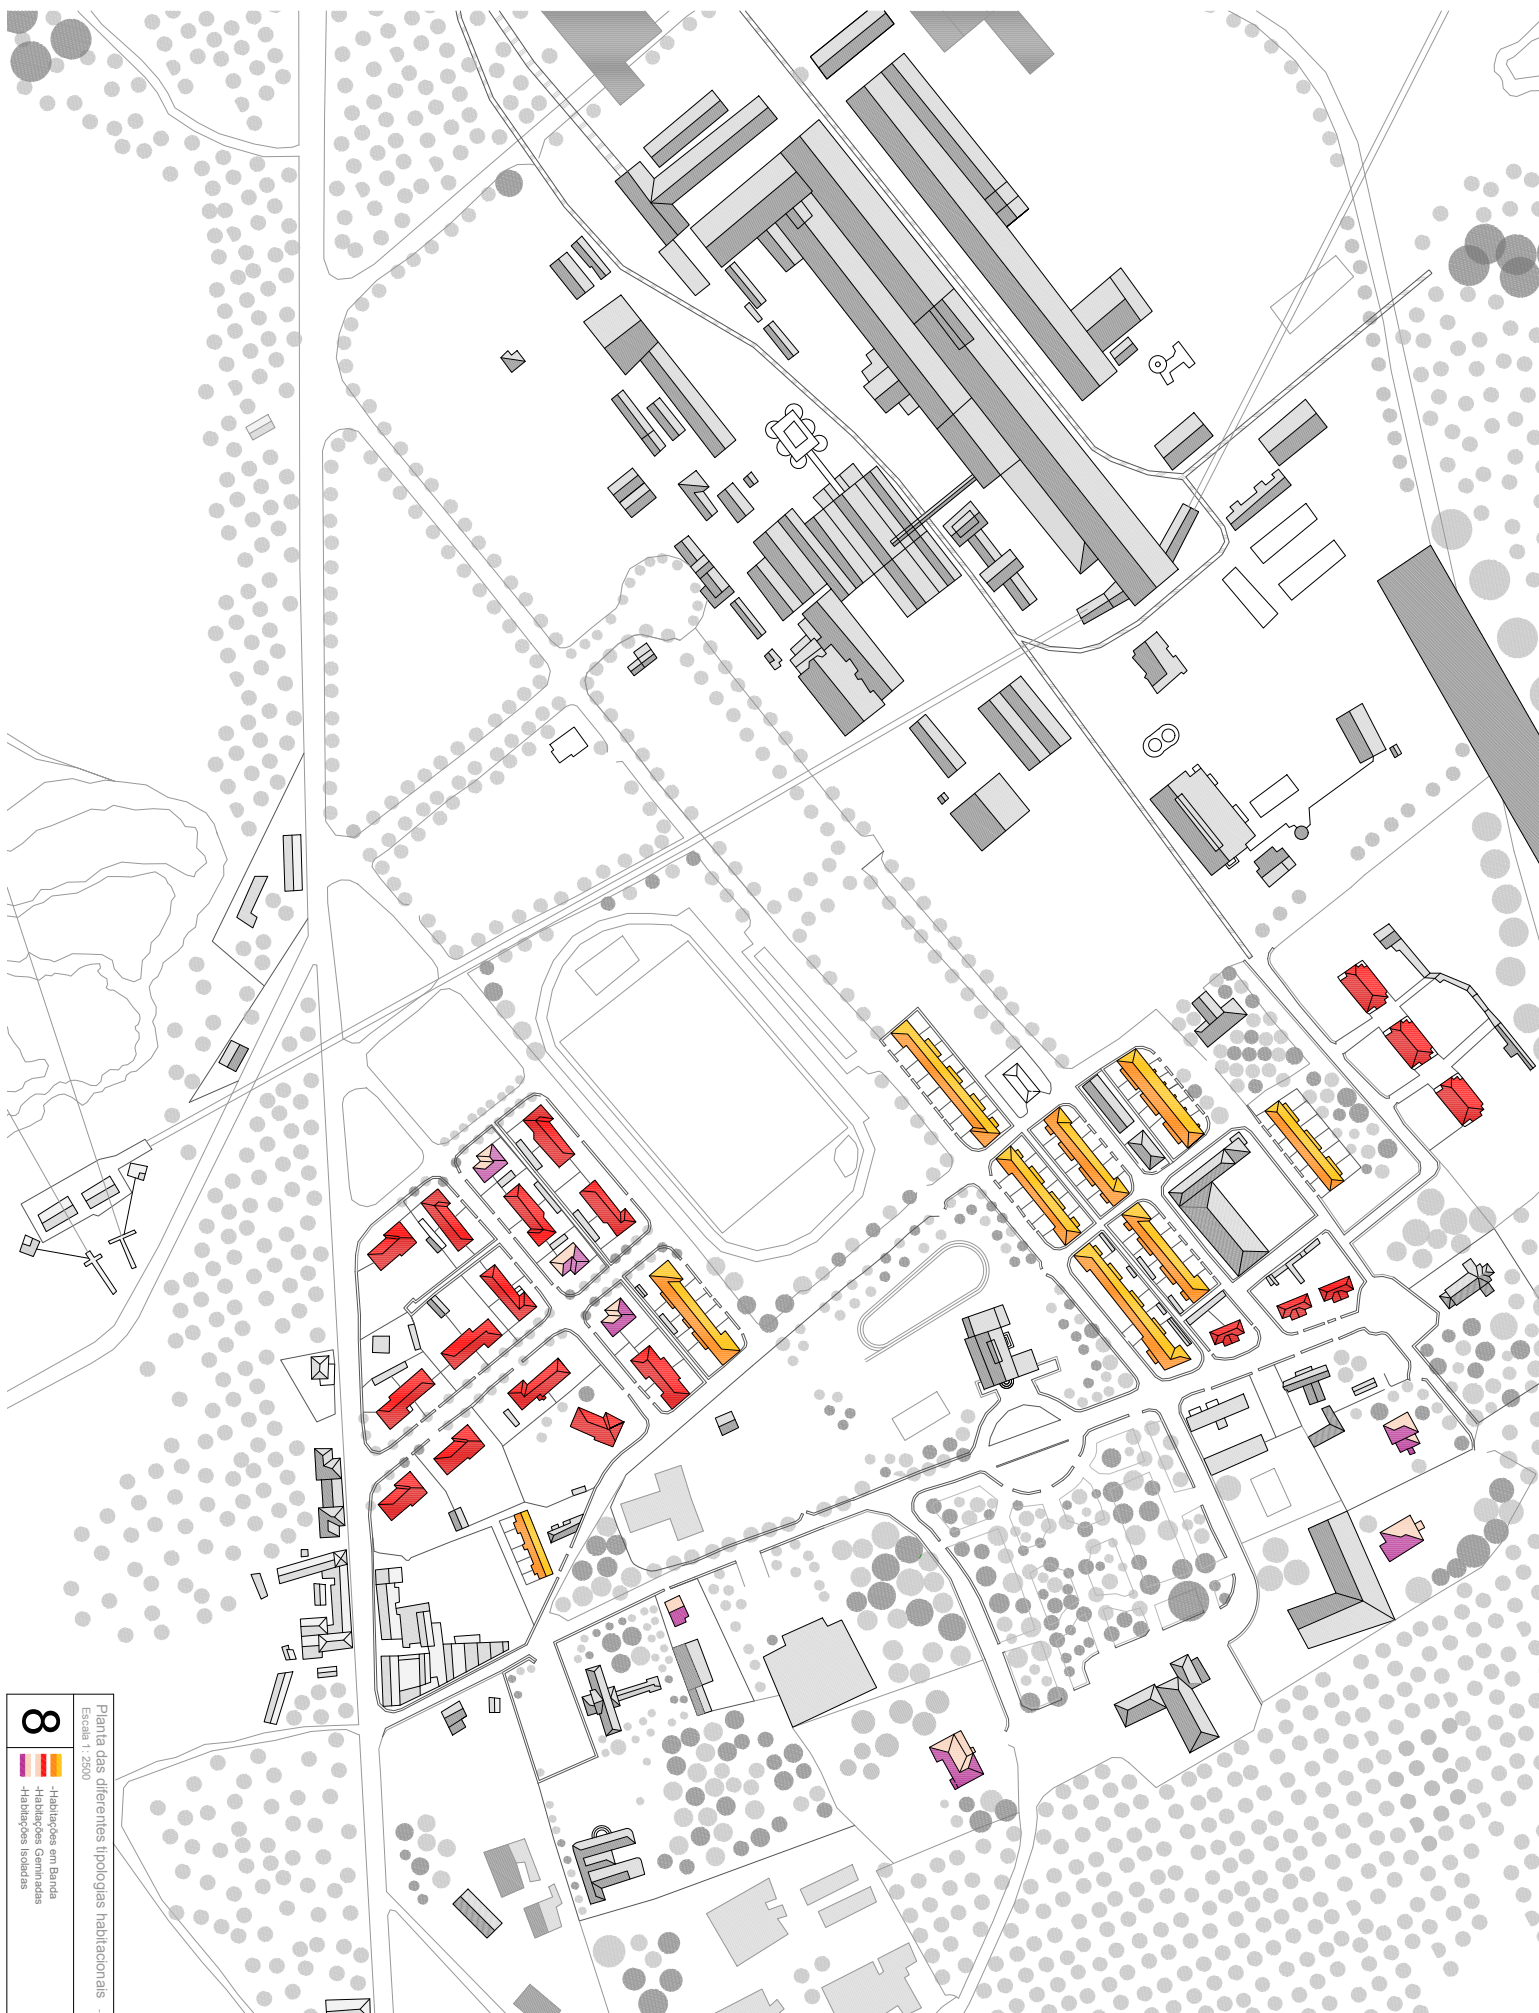 Planta das diferentes tipologias habitacionais -
Escala 1: 2500
8
-Habitações em Banda
-Habitações Geminadas
-Habitações Isoladas